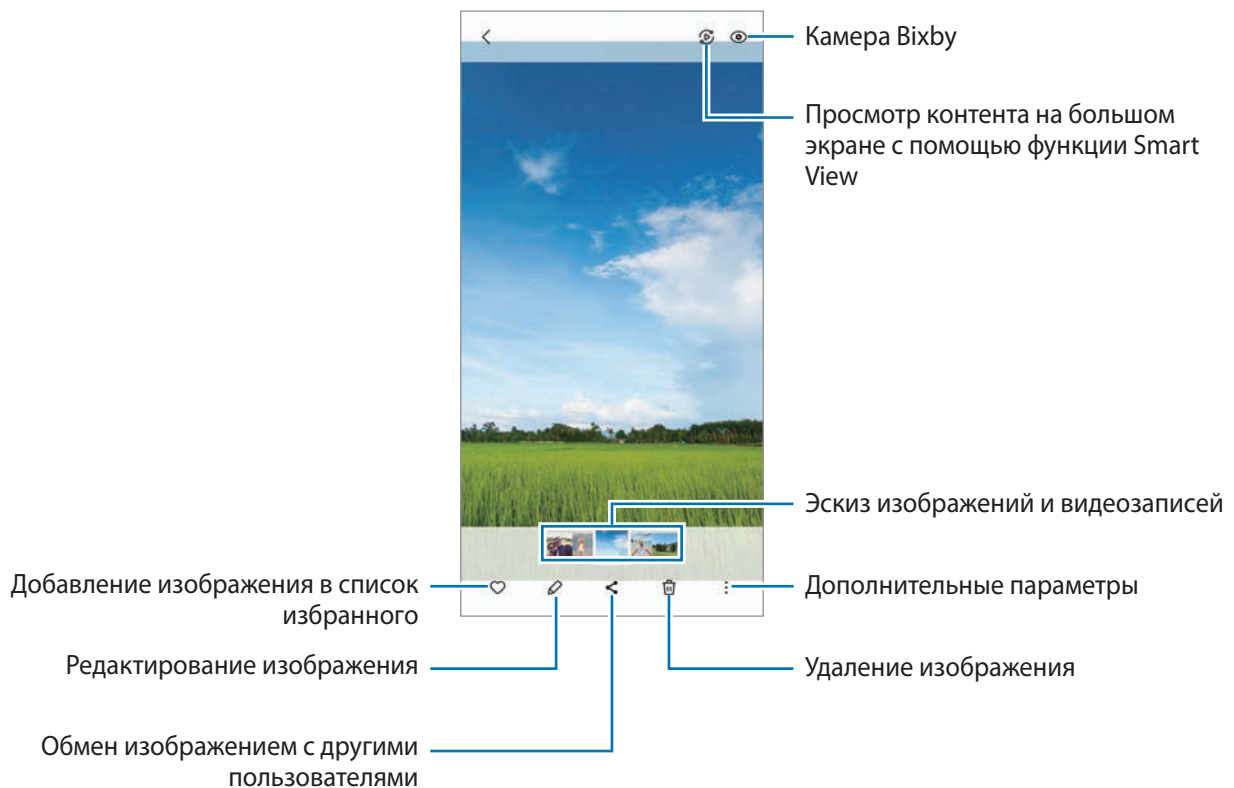 Камера Bixby
Просмотр контента на большом
экране с помощью функции Smart
View
Эскиз изображений и видеозаписей
Добавление изображения в список
избранного
Дополнительные параметры
Редактирование изображения
Удаление изображения
Обмен изображением с другими
пользователями